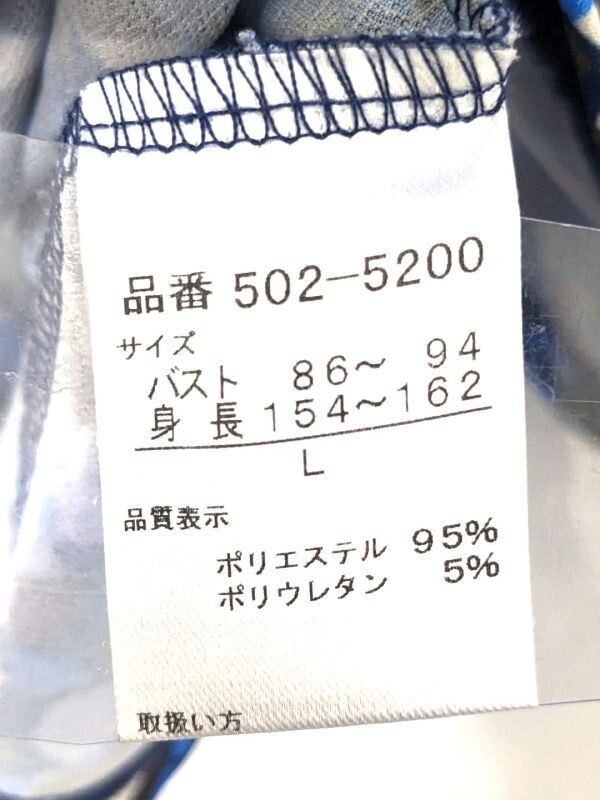 品番 502-5200
サイズ
バスト 86～ 94
身 長 154～162
L
品質表示
ポリエステル 95%
ポリウレタン 5%
取扱い方